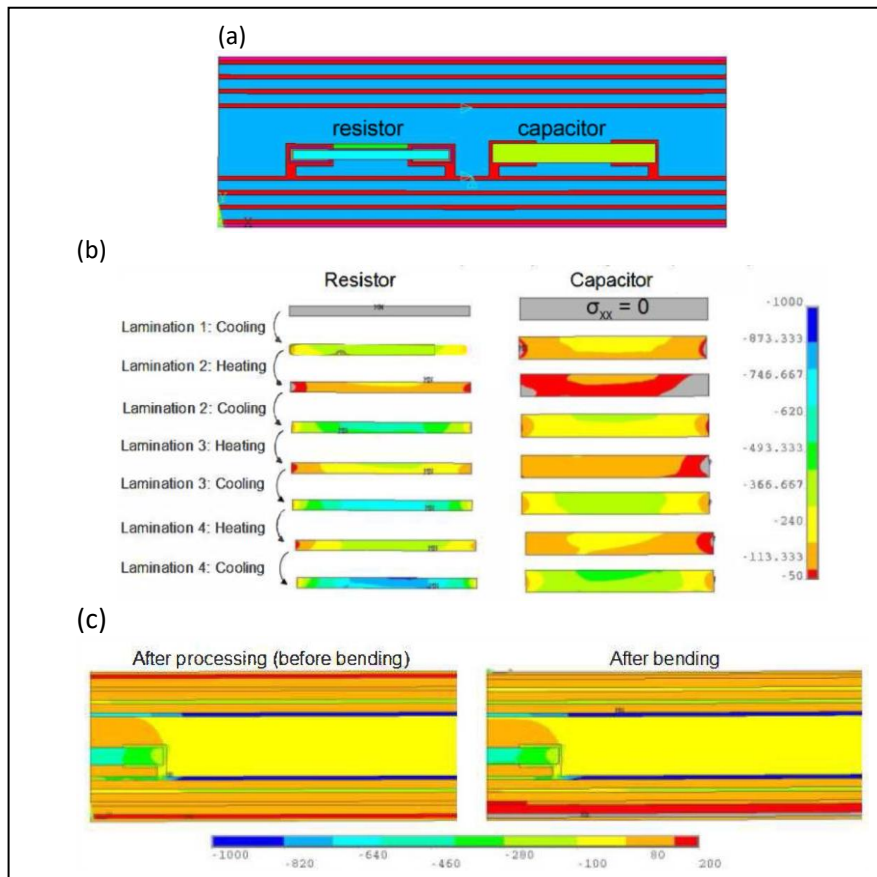 (a)
resistor
capacitor
Y
X
(b)
Resistor
Capacitor
σxx = 0
Lamination 1: Cooling
Lamination 2: Heating
Lamination 2: Cooling
Lamination 3: Heating
Lamination 3: Cooling
Lamination 4: Heating
Lamination 4: Cooling
-1000
-873.333
-746.667
-620
-493.333
-366.667
-240
-113.333
-50
(c)
After processing (before bending)
After bending
-1000
-820
-640
-460
-280
-100
80
200